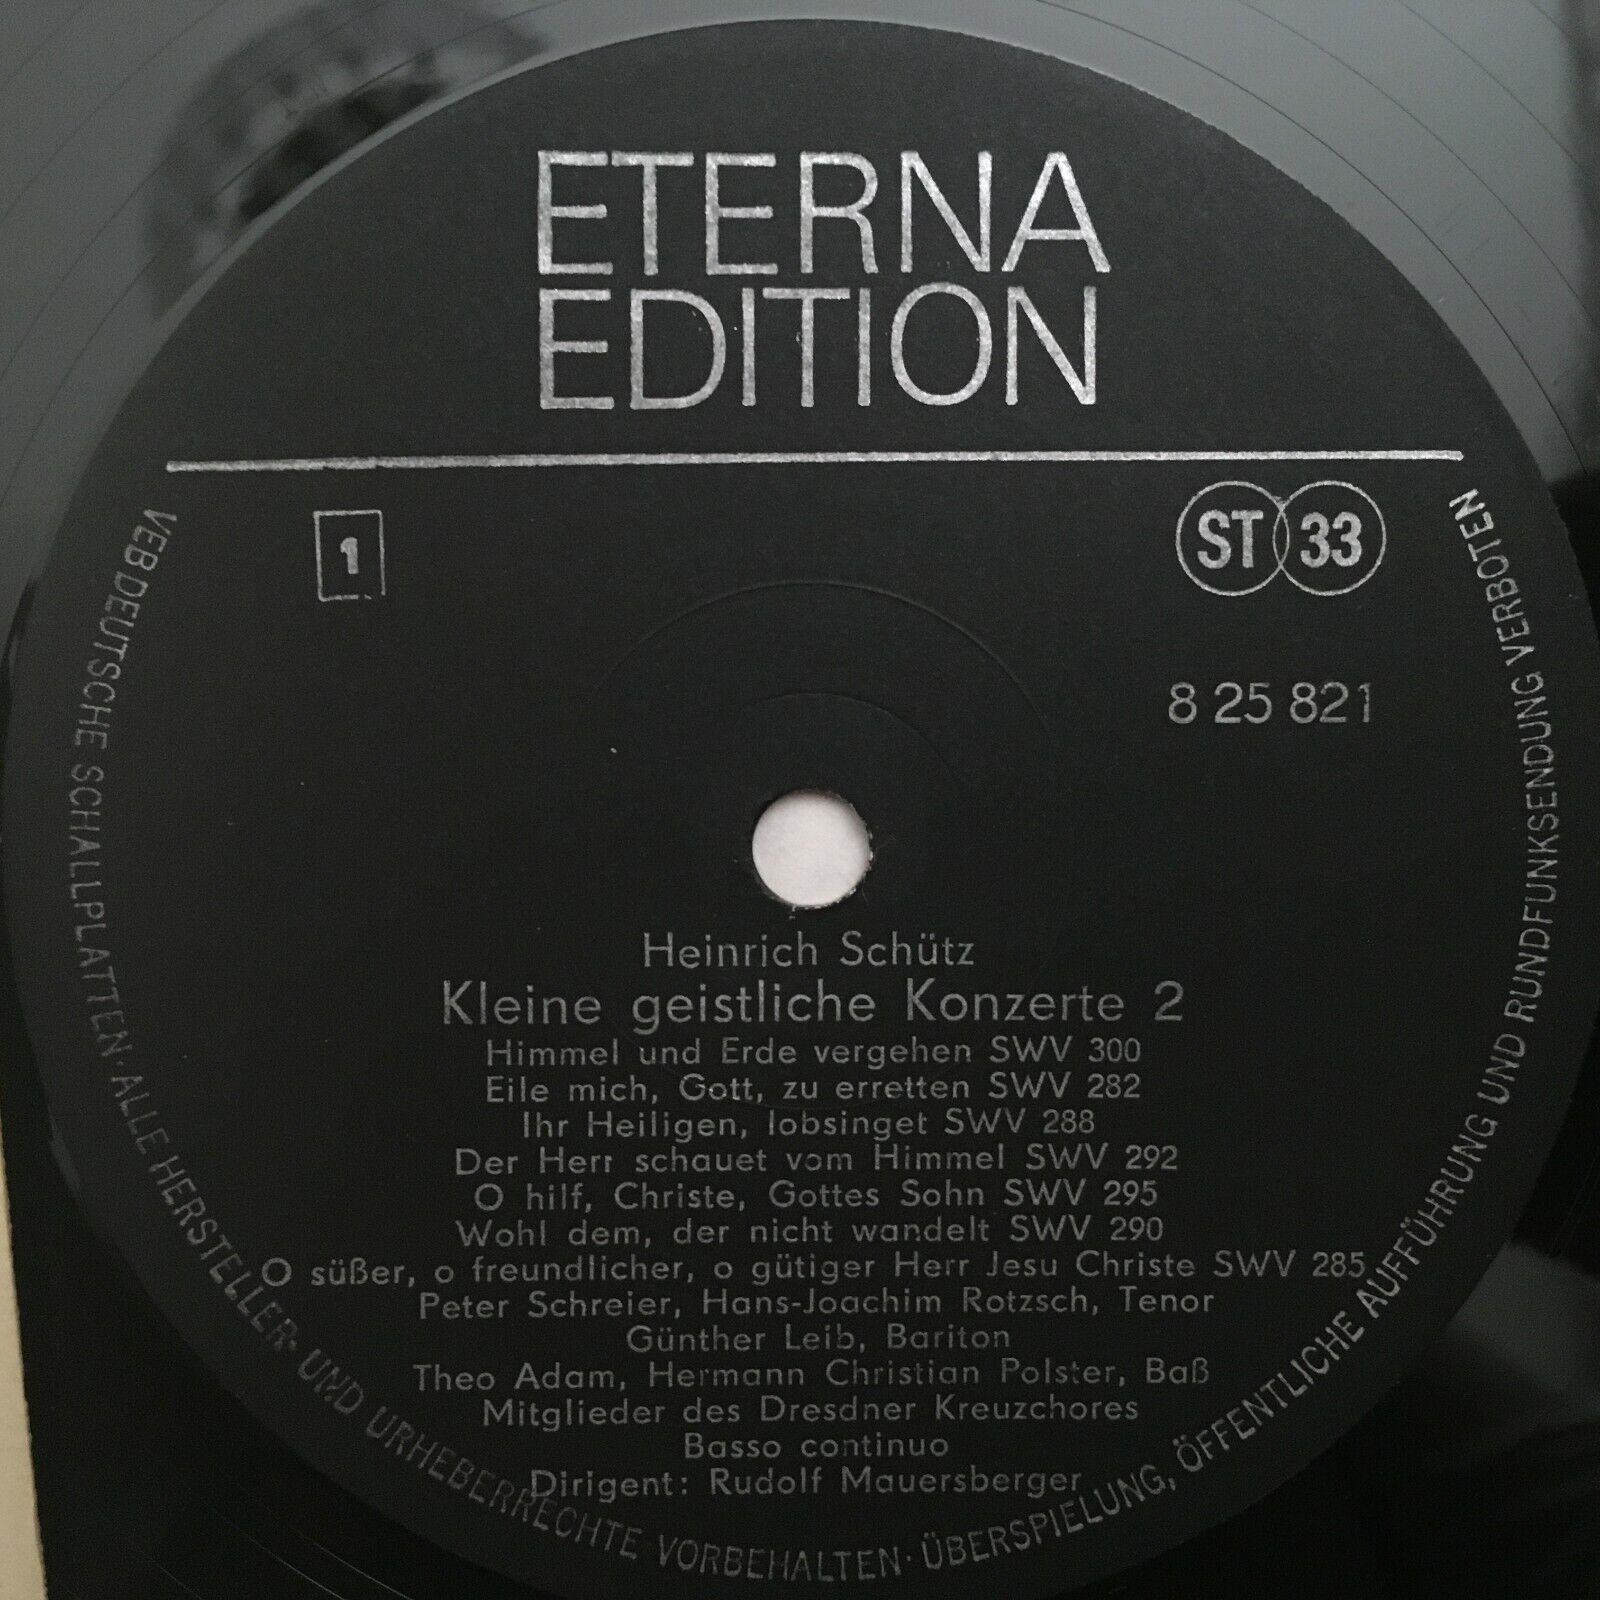 ETERNA
EDITION
1
ST 33
8 25 821
Heinrich Schütz
Kleine geistliche Konzerte 2
Himmel und Erde vergehen SWV 300
Eile mich, Gott, zu erretten SWV 282
Ihr Heiligen, lobsinget SWV 288
Der Herr schauet vom Himmel SWV 292
O hilf, Christe, Gottes Sohn SWV 295
Wohl dem, der nicht wandelt SWV 290
O süßer, o freundlicher, o gütiger Herr Jesu Christe SWV 285
Peter Schreier, Hans-Joachim Rotzsch, Tenor
Günther Leib, Bariton
Theo Adam, Hermann Christian Polster, Baß
Mitglieder des Dresdner Kreuzchores
Basso continuo
Dirigent: Rudolf Mauersberger
VEB DEUTSCHE SCHALLPLATTEN · ALLE HERSTELLER- UND URHEBERRECHTE VORBEHALTEN · ÜBERSPIELUNG, ÖFFENTLICHE AUFFÜHRUNG UND RUNDFUNKSENDUNG VERBOTEN